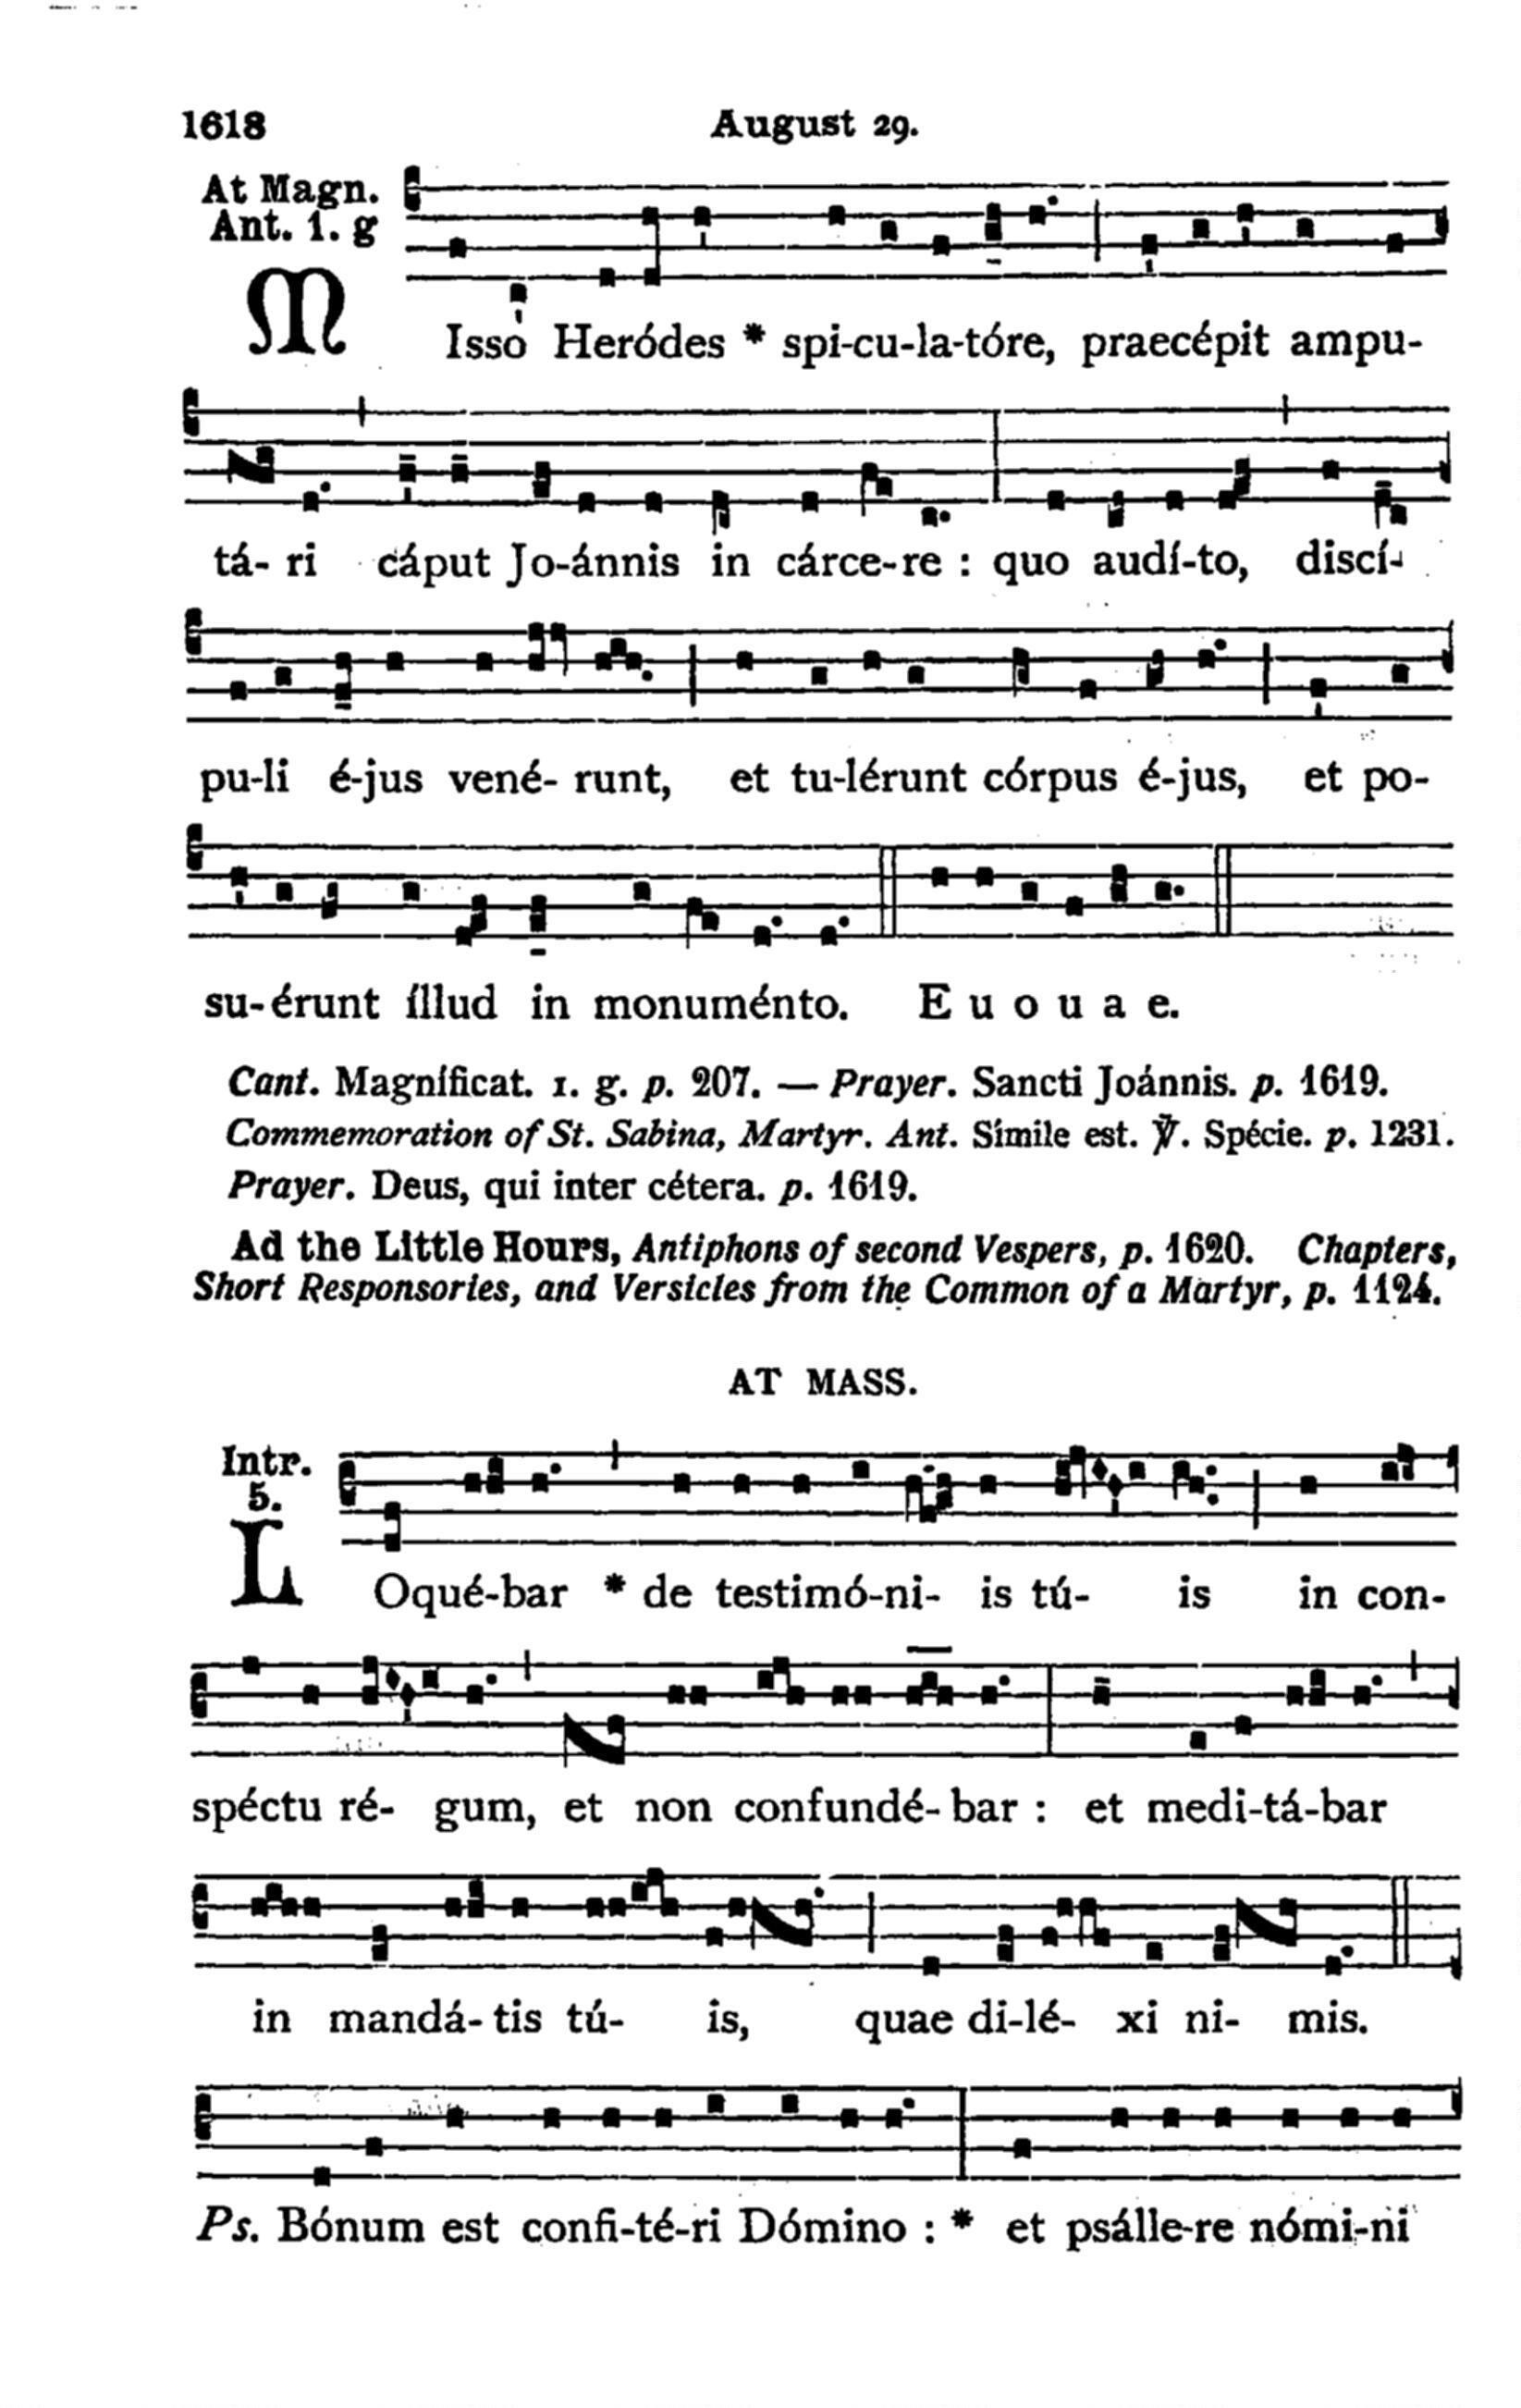 1618 August 29.
At Magn.
Ant. 1. g
MIsso Heródes * spi-cu-la-tóre, praecépit ampu-
tá- ri cáput Jo-ánnis in cárce-re : quo audí-to, discí-
pu-li é-jus vené- runt, et tu-lérunt córpus é-jus, et po-
su-érunt íllud in monuménto. E u o u a e.
Cant. Magníficat. 1. g. p. 207. — Prayer. Sancti Joánnis. p. 1619.
Commemoration of St. Sabina, Martyr. Ant. Símile est. ℣. Spécie. p. 1231.
Prayer. Deus, qui inter cétera. p. 1619.
Ad the Little Hours, Antiphons of second Vespers, p. 1620. Chapters,
Short Responsories, and Versicles from the Common of a Martyr, p. 1124.
AT MASS.
Intr.
5.
LOqué-bar * de testimó-ni- is tú- is in con-
spéctu ré- gum, et non confundé- bar : et medi-tá-bar
in mandá- tis tú- is, quae di-lé- xi ni- mis.
Ps. Bónum est confi-té-ri Dómino : * et psálle-re nómi-ni